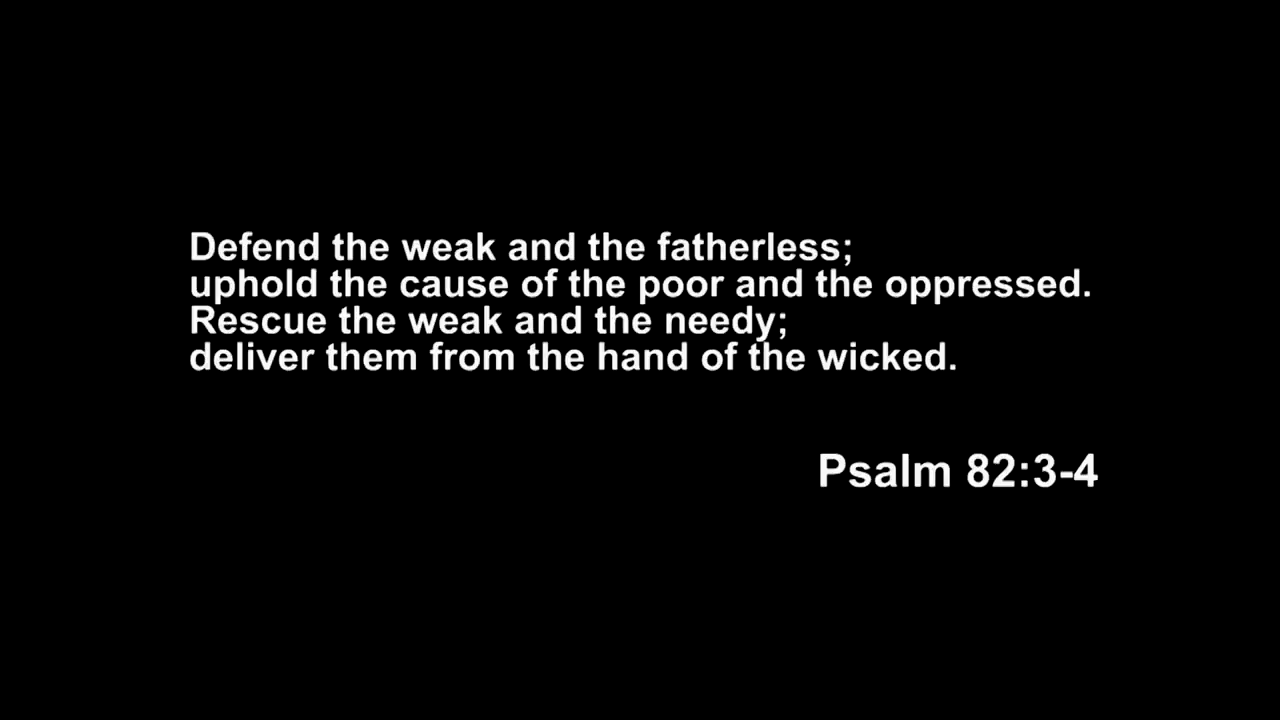 Defend the weak and the fatherless;
uphold the cause of the poor and the oppressed.
Rescue the weak and the needy;
deliver them from the hand of the wicked.
Psalm 82:3-4